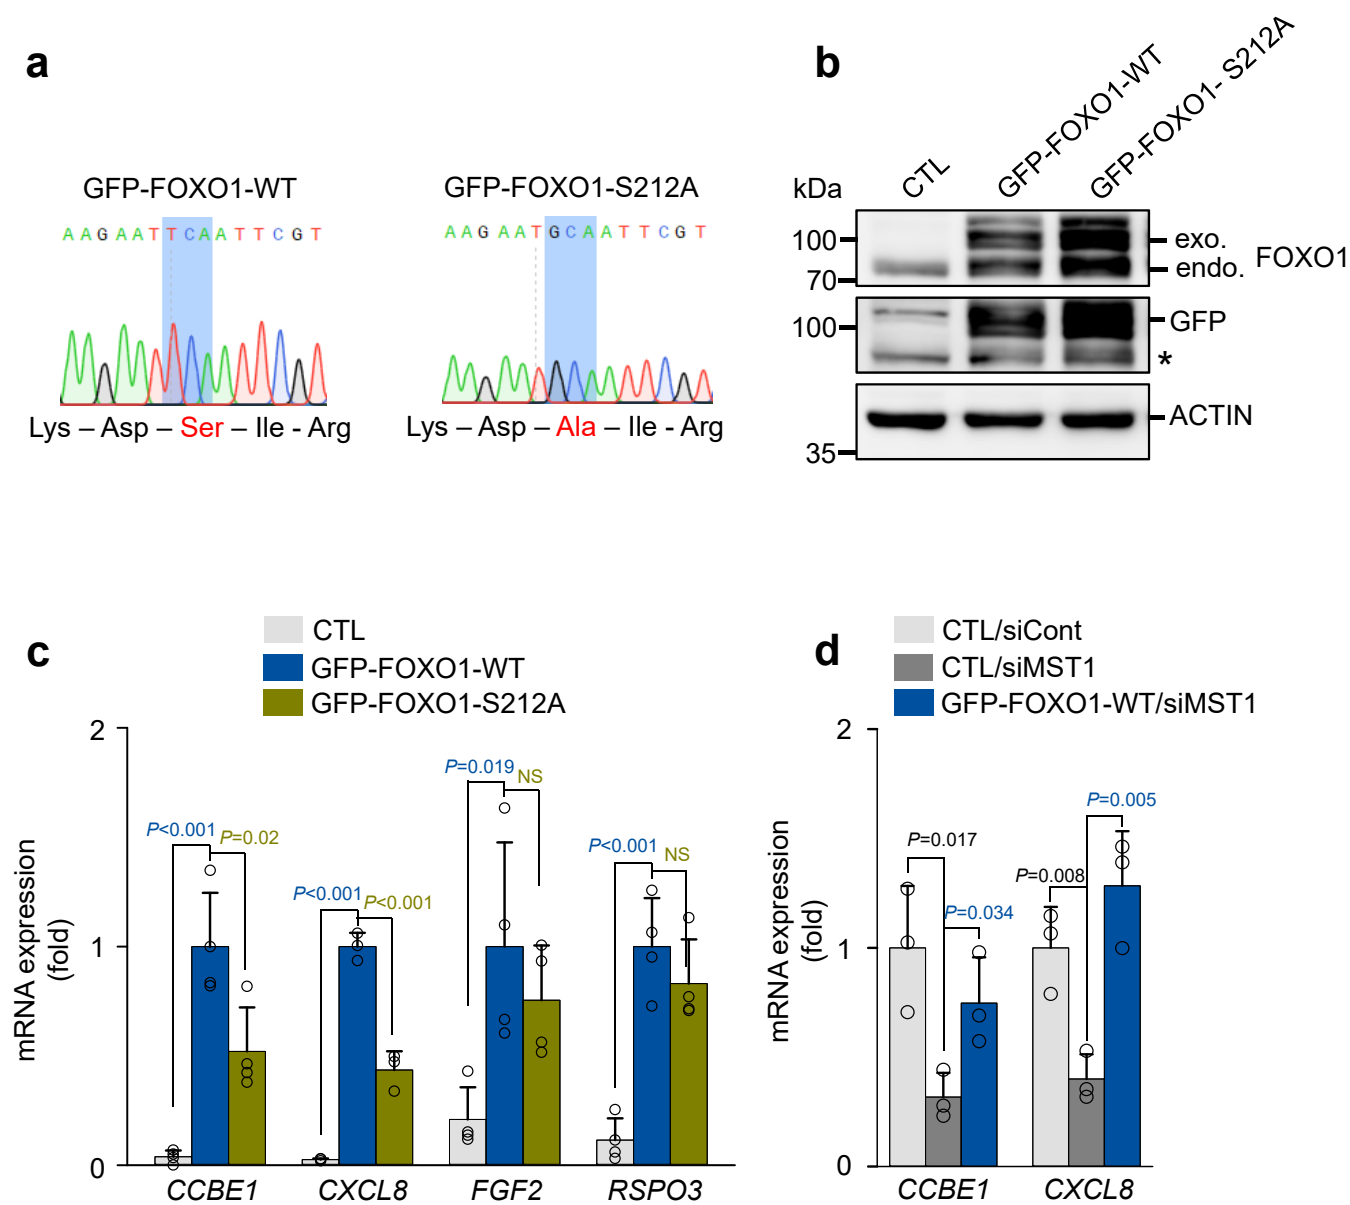 a
GFP-FOXO1-WT
AAGAATTCAATTCGT
Lys – Asp – Ser – Ile - Arg
GFP-FOXO1-S212A
AAGAATGCAATTCGT
Lys – Asp – Ala – Ile - Arg
b
kDa
CTL
GFP-FOXO1-WT
GFP-FOXO1- S212A
100
70
exo.
endo.
FOXO1
100
GFP
*
ACTIN
35
c
CTL
GFP-FOXO1-WT
GFP-FOXO1-S212A
mRNA expression
(fold)
2
1
0
P<0.001
P=0.02
P<0.001
P<0.001
P=0.019
NS
P<0.001
NS
CCBE1
CXCL8
FGF2
RSPO3
d
CTL/siCont
CTL/siMST1
GFP-FOXO1-WT/siMST1
mRNA expression
(fold)
2
1
0
P=0.017
P=0.034
P=0.008
P=0.005
CCBE1
CXCL8